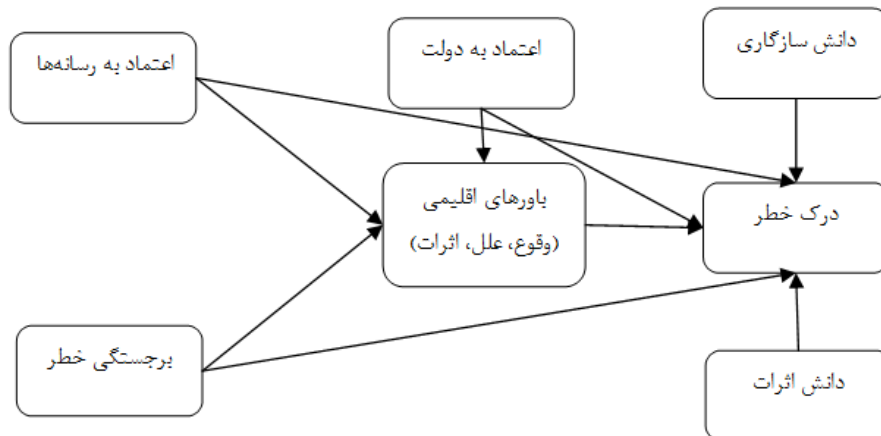 دانش سازگاری
اعتماد به دولت
اعتماد به رسانه‌ها
باورهای اقلیمی
(وقوع، علل، اثرات)
درک خطر
برجستگی خطر
دانش اثرات